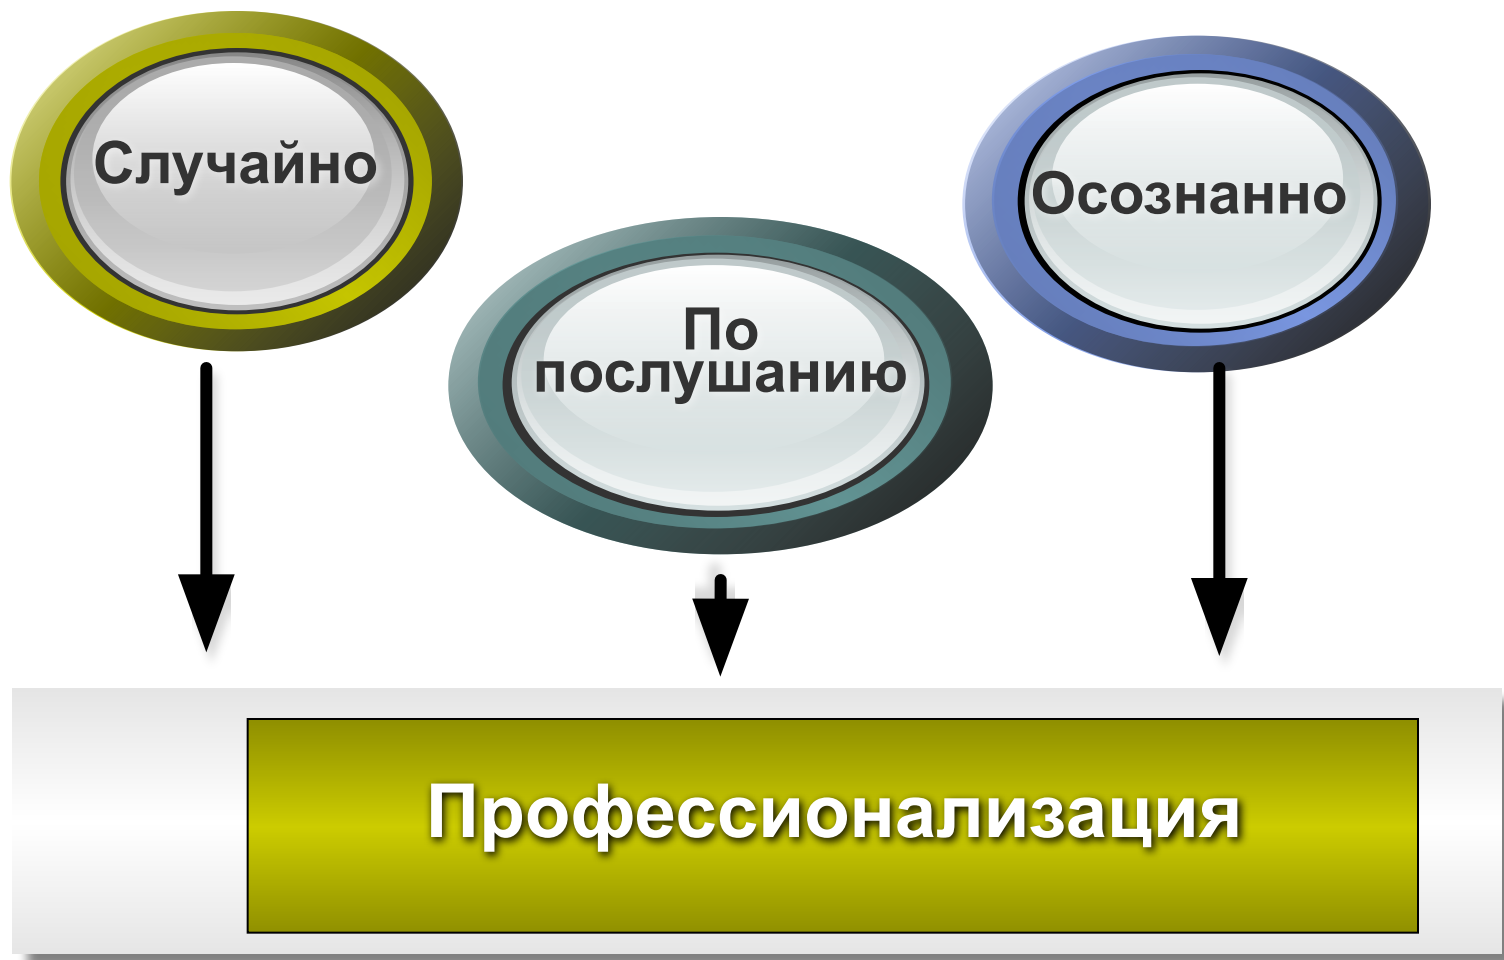 Случайно
Осознанно
По
послушанию
Профессионализация